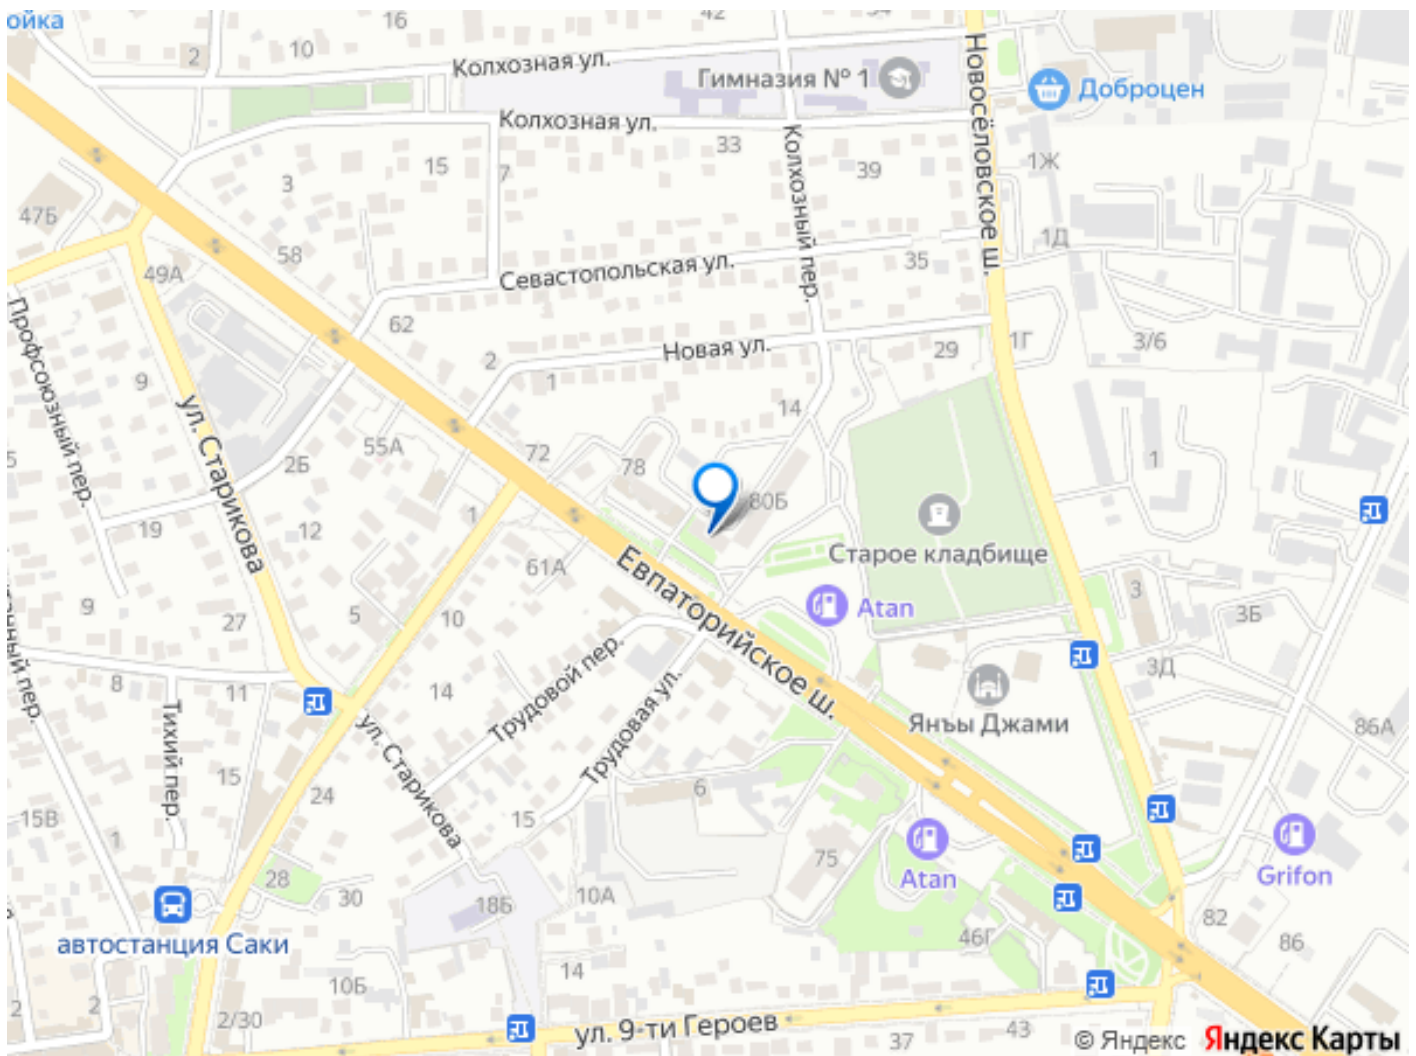 ойка
16
42
34
2
10
Колхозная ул.
Гимназия № 1
Новосёловское ш.
Доброцен
Колхозная ул.
33
Колхозный пер.
15
7
39
1Ж
3
47Б
58
49А
Севастопольская ул.
35
1Д
62
Новая ул.
29
1Г
3/6
Профсоюзный пер.
9
2
1
14
ул. Старикова
55А
72
78
2Б
80Б
1
19
12
1
Старое кладбище
61А
Евпаторийское ш.
Atan
3
3Б
9
27
5
10
8
11
14
Трудовой пер.
Трудовая ул.
3Д
Янъы Джами
86А
Тихий пер.
ул. Старикова
15
24
6
15В
1
15
75
Atan
Grifon
28
30
18Б
10А
82
86
автостанция Саки
46Г
14
10Б
2
2
2/30
ул. 9-ти Героев
37
43
© Яндекс Яндекс Карты